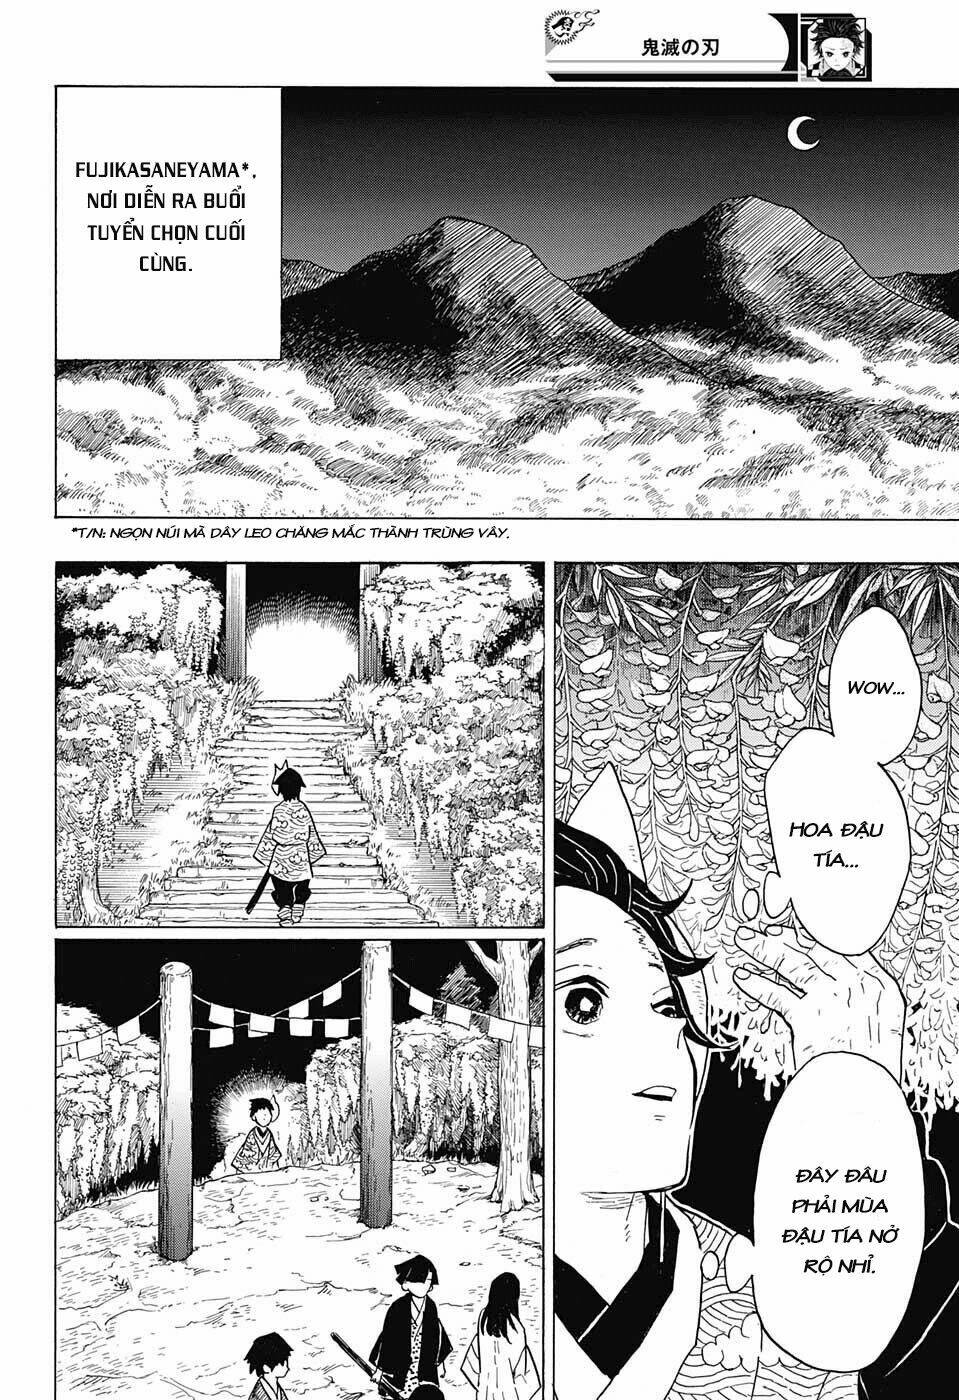 鬼滅の刃
FUJIKASANEYAMA*,
NƠI DIỄN RA BUỔI
TUYỂN CHỌN CUỐI
CÙNG.
*T/N: NGỌN NÚI MÀ DÂY LEO CHĂNG MẮC THÀNH TRÙNG VÂY.
WOW...
HOA ĐẬU
TÍA...
ĐÂY ĐÂU
PHẢI MÙA
ĐẬU TÍA NỞ
RỘ NHỈ.